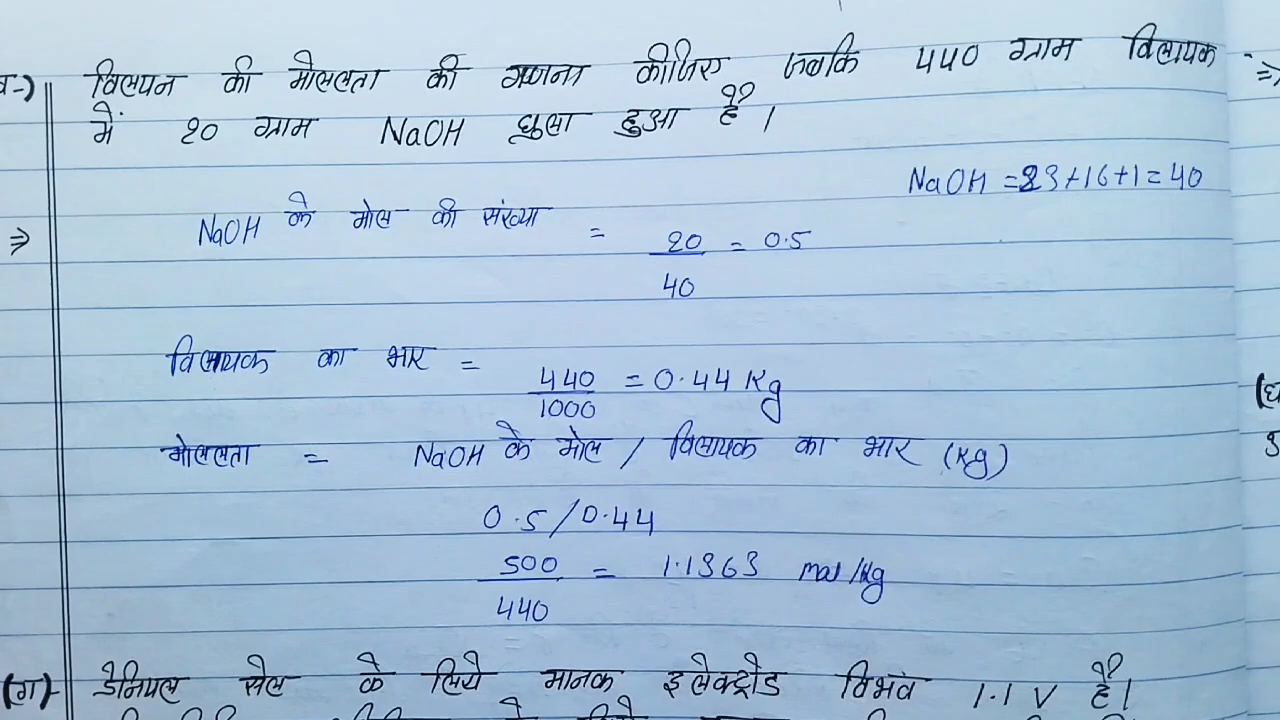 विलयन की मोललता की गणना कीजिए जबकि 440 ग्राम विलायक
में 20 ग्राम NaOH घुला हुआ है।
NaOH = 23+16+1 = 40
⇒ NaOH के मोल की संख्या = 20/40 = 0.5
विलायक का भार = 440/1000 = 0.44 Kg
मोललता = NaOH के मोल / विलायक का भार (Kg)
0.5/0.44
500/440 = 1.1363 mol/Kg
(ग) डेनियल सेल के लिये मानक इलेक्ट्रोड विभव 1.1 V है।